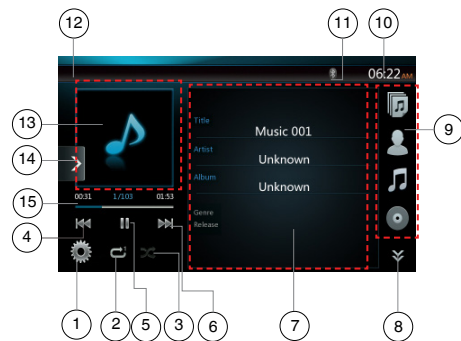 12
11
10
06:22 AM
13
14
15
4
Title
Music 001
Artist
Unknown
Album
Unknown
Genre
Release
9
00:31 1/103 01:53
1
2
5
3
6
7
8